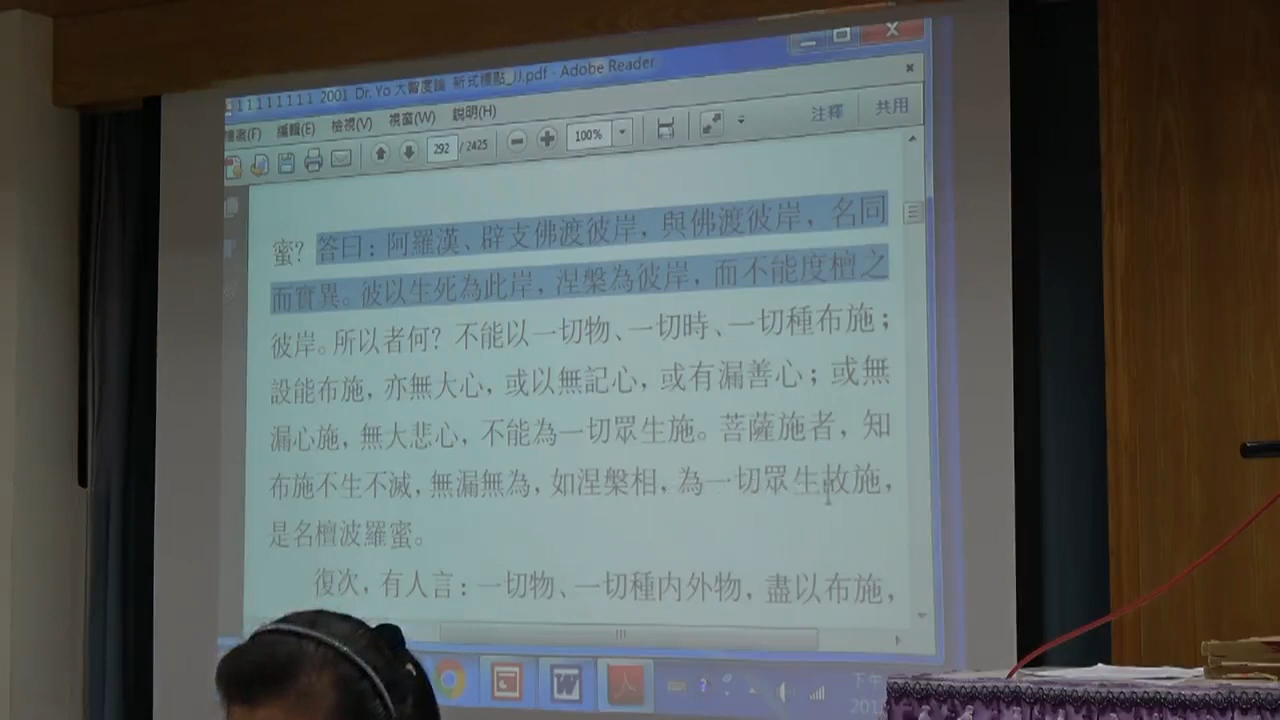 111111111 2001 Dr. Yo 大智度論 新式標點_JJ.pdf - Adobe Reader
檔案(F) 編輯(E) 檢視(V) 視窗(W) 說明(H)
292 / 2425 100% 注釋 共用
蜜？答曰：阿羅漢、辟支佛渡彼岸，與佛渡彼岸，名同
而實異。彼以生死為此岸，涅槃為彼岸，而不能度檀之
彼岸。所以者何？不能以一切物、一切時、一切種布施；
設能布施，亦無大心，或以無記心，或有漏善心；或無
漏心施，無大悲心，不能為一切眾生施。菩薩施者，知
布施不生不滅，無漏無為，如涅槃相，為一切眾生故施，
是名檀波羅蜜。
復次，有人言：一切物、一切種內外物，盡以布施，
下午
201